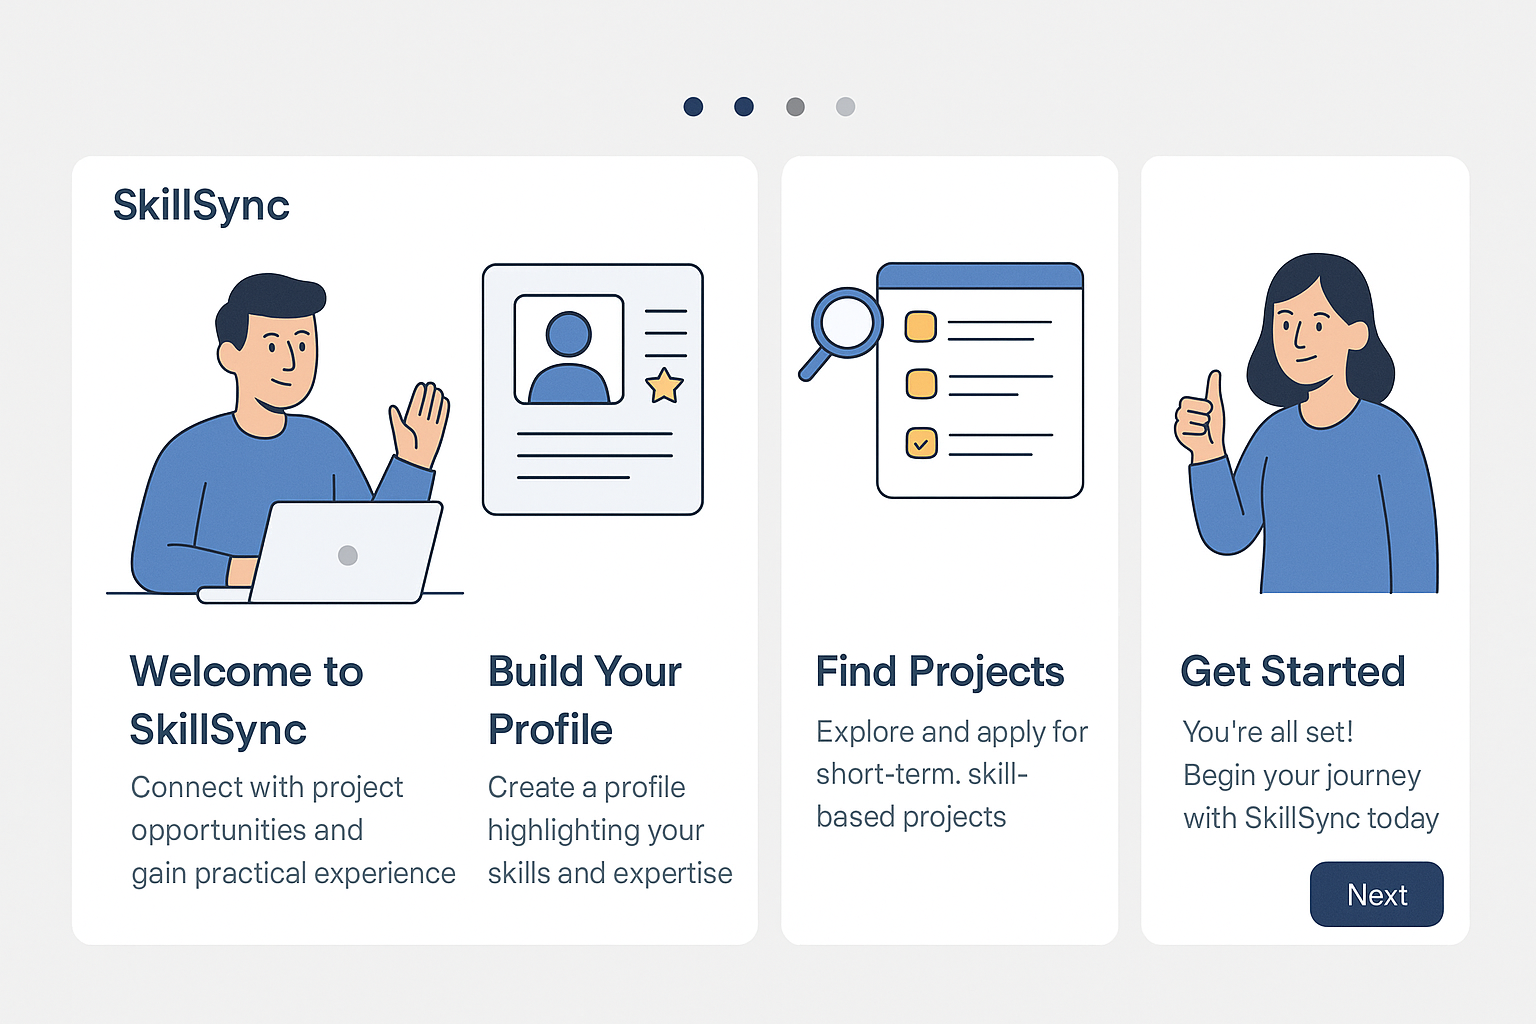 SkillSync
Welcome to
SkillSync
Connect with project
opportunities and
gain practical experience
Build Your
Profile
Create a profile
highlighting your
skills and expertise
Find Projects
Explore and apply for
short-term. skill-
based projects
Get Started
You're all set!
Begin your journey
with SkillSync today
Next